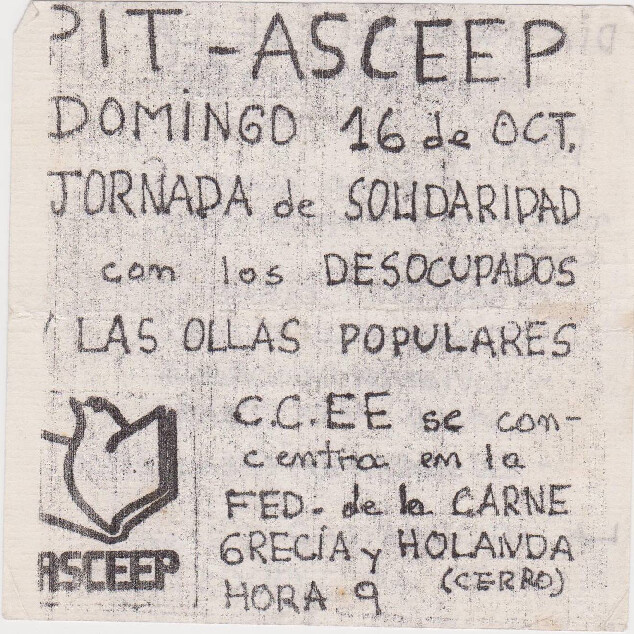 PIT - ASCEEP
DOMINGO 16 de OCT.
JORNADA de SOLIDARIDAD
con los DESOCUPADOS
Y LAS OLLAS POPULARES
C.C.EE se con-
centra en la
FED. de la CARNE
GRECÍA y HOLANDA
(CERRO)
HORA 9
ASCEEP